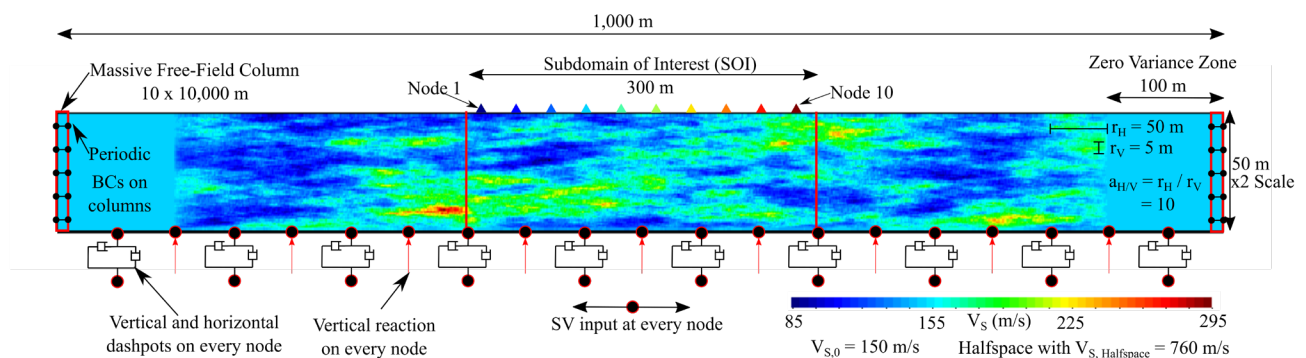 1,000 m
Massive Free-Field Column
10 x 10,000 m
Subdomain of Interest (SOI)
300 m
Zero Variance Zone
100 m
Node 1
Node 10
Periodic
BCs on
columns
r_H = 50 m
r_V = 5 m
a_H/V = r_H / r_V
= 10
50 m
x2 Scale
Vertical and horizontal
dashpots on every node
Vertical reaction
on every node
SV input at every node
85
155
V_S (m/s)
225
295
V_S,0 = 150 m/s
Halfspace with V_S, Halfspace = 760 m/s